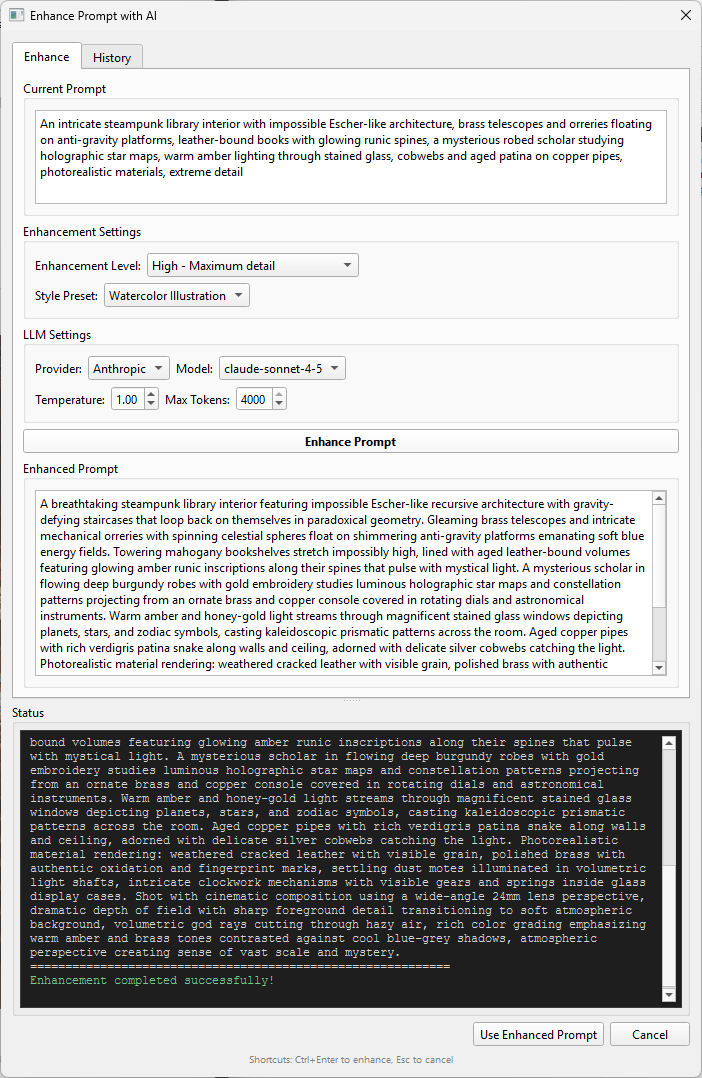 Enhance Prompt with AI
Enhance
History
Current Prompt
An intricate steampunk library interior with impossible Escher-like architecture, brass telescopes and orreries floating
on anti-gravity platforms, leather-bound books with glowing runic spines, a mysterious robed scholar studying
holographic star maps, warm amber lighting through stained glass, cobwebs and aged patina on copper pipes,
photorealistic materials, extreme detail
Enhancement Settings
Enhancement Level: High - Maximum detail
Style Preset: Watercolor Illustration
LLM Settings
Provider: Anthropic Model: claude-sonnet-4-5
Temperature: 1.00 Max Tokens: 4000
Enhance Prompt
Enhanced Prompt
A breathtaking steampunk library interior featuring impossible Escher-like recursive architecture with gravity-
defying staircases that loop back on themselves in paradoxical geometry. Gleaming brass telescopes and intricate
mechanical orreries with spinning celestial spheres float on shimmering anti-gravity platforms emanating soft blue
energy fields. Towering mahogany bookshelves stretch impossibly high, lined with aged leather-bound volumes
featuring glowing amber runic inscriptions along their spines that pulse with mystical light. A mysterious scholar in
flowing deep burgundy robes with gold embroidery studies luminous holographic star maps and constellation
patterns projecting from an ornate brass and copper console covered in rotating dials and astronomical
instruments. Warm amber and honey-gold light streams through magnificent stained glass windows depicting
planets, stars, and zodiac symbols, casting kaleidoscopic prismatic patterns across the room. Aged copper pipes
with rich verdigris patina snake along walls and ceiling, adorned with delicate silver cobwebs catching the light.
Photorealistic material rendering: weathered cracked leather with visible grain, polished brass with authentic
Status
bound volumes featuring glowing amber runic inscriptions along their spines that pulse
with mystical light. A mysterious scholar in flowing deep burgundy robes with gold
embroidery studies luminous holographic star maps and constellation patterns projecting
from an ornate brass and copper console covered in rotating dials and astronomical
instruments. Warm amber and honey-gold light streams through magnificent stained glass
windows depicting planets, stars, and zodiac symbols, casting kaleidoscopic prismatic
patterns across the room. Aged copper pipes with rich verdigris patina snake along walls
and ceiling, adorned with delicate silver cobwebs catching the light. Photorealistic
material rendering: weathered cracked leather with visible grain, polished brass with
authentic oxidation and fingerprint marks, settling dust motes illuminated in volumetric
light shafts, intricate clockwork mechanisms with visible gears and springs inside glass
display cases. Shot with cinematic composition using a wide-angle 24mm lens perspective,
dramatic depth of field with sharp foreground detail transitioning to soft atmospheric
background, volumetric god rays cutting through hazy air, rich color grading emphasizing
warm amber and brass tones contrasted against cool blue-grey shadows, atmospheric
perspective creating sense of vast scale and mystery.
============================================================
Enhancement completed successfully!
Use Enhanced Prompt
Cancel
Shortcuts: Ctrl+Enter to enhance, Esc to cancel